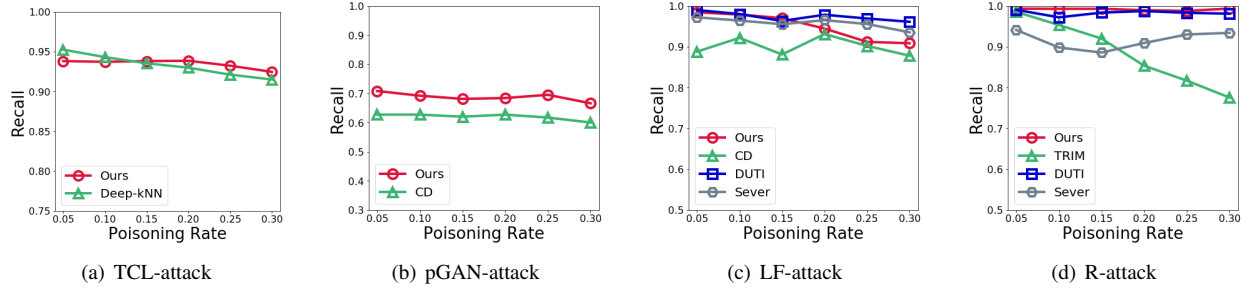 1.00
0.95
0.90
0.85
0.80
0.75
Recall
Ours
Deep-kNN
0.05 0.10 0.15 0.20 0.25 0.30
Poisoning Rate
(a) TCL-attack
1.0
0.9
0.8
0.7
0.6
0.5
0.4
0.3
Recall
Ours
CD
0.05 0.10 0.15 0.20 0.25 0.30
Poisoning Rate
(b) pGAN-attack
1.0
0.9
0.8
0.7
0.6
0.5
Recall
Ours
CD
DUTI
Sever
0.05 0.10 0.15 0.20 0.25 0.30
Poisoning Rate
(c) LF-attack
1.0
0.9
0.8
0.7
0.6
0.5
Recall
Ours
TRIM
DUTI
Sever
0.05 0.10 0.15 0.20 0.25 0.30
Poisoning Rate
(d) R-attack